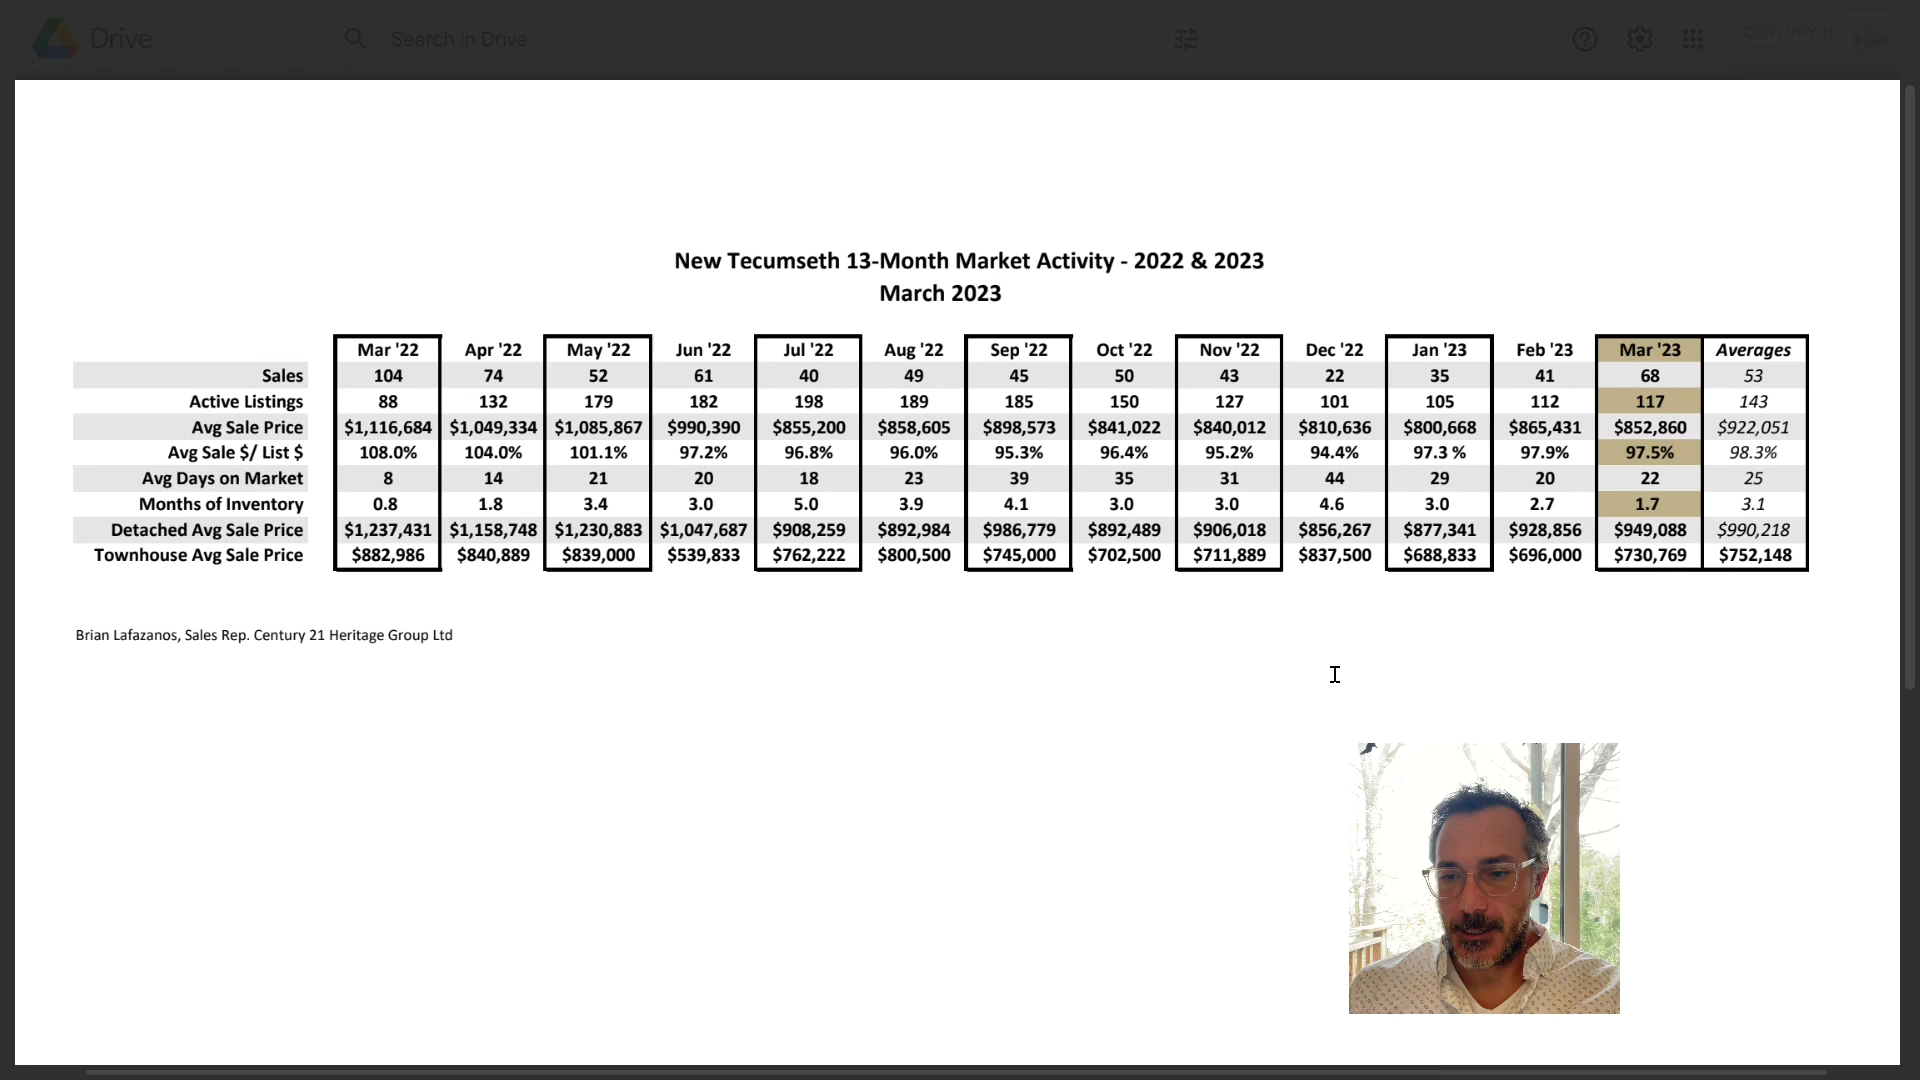 Drive
Search in Drive
CENTURY 21
New Tecumseth 13-Month Market Activity - 2022 & 2023
March 2023
Mar '22 Apr '22 May '22 Jun '22 Jul '22 Aug '22 Sep '22 Oct '22 Nov '22 Dec '22 Jan '23 Feb '23 Mar '23 Averages
Sales 104 74 52 61 40 49 45 50 43 22 35 41 68 53
Active Listings 88 132 179 182 198 189 185 150 127 101 105 112 117 143
Avg Sale Price $1,116,684 $1,049,334 $1,085,867 $990,390 $855,200 $858,605 $898,573 $841,022 $840,012 $810,636 $800,668 $865,431 $852,860 $922,051
Avg Sale $/ List $ 108.0% 104.0% 101.1% 97.2% 96.8% 96.0% 95.3% 96.4% 95.2% 94.4% 97.3 % 97.9% 97.5% 98.3%
Avg Days on Market 8 14 21 20 18 23 39 35 31 44 29 20 22 25
Months of Inventory 0.8 1.8 3.4 3.0 5.0 3.9 4.1 3.0 3.0 4.6 3.0 2.7 1.7 3.1
Detached Avg Sale Price $1,237,431 $1,158,748 $1,230,883 $1,047,687 $908,259 $892,984 $986,779 $892,489 $906,018 $856,267 $877,341 $928,856 $949,088 $990,218
Townhouse Avg Sale Price $882,986 $840,889 $839,000 $539,833 $762,222 $800,500 $745,000 $702,500 $711,889 $837,500 $688,833 $696,000 $730,769 $752,148
Brian Lafazanos, Sales Rep. Century 21 Heritage Group Ltd